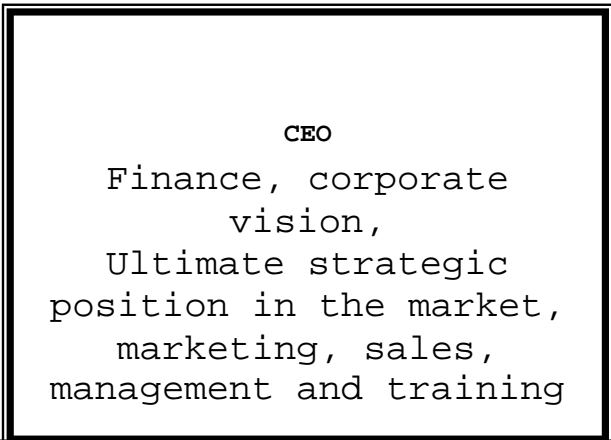 CEO
Finance, corporate
vision,
Ultimate strategic
position in the market,
marketing, sales,
management and training